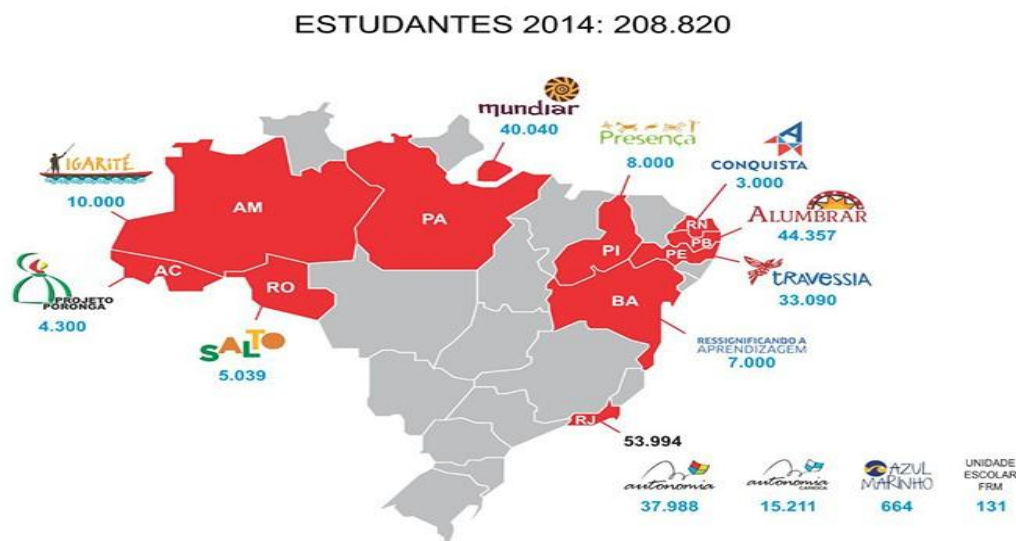 ESTUDANTES 2014: 208.820
mundiar
40.040
Presença
8.000
CONQUISTA
3.000
IGARITÉ
10.000
ALUMBRAR
44.357
AM
PA
RN
PB
PE
PI
travessia
33.090
AC
RO
BA
PROJETO
PORONGA
4.300
SALTO
5.039
RESSIGNIFICANDO A
APRENDIZAGEM
7.000
RJ
53.994
autonomia
37.988
autonomia
CARIOCA
15.211
AZUL
MARINHO
664
UNIDADE
ESCOLAR
FRM
131